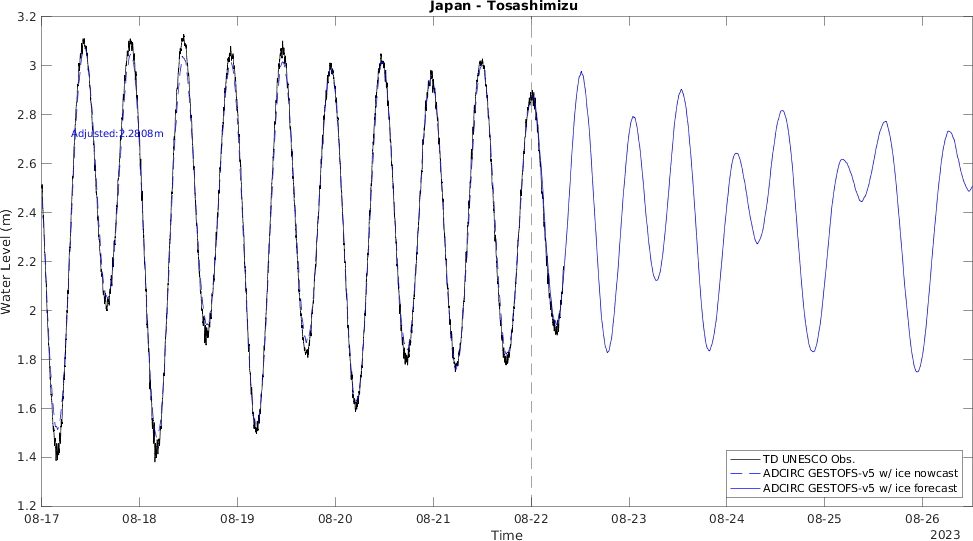 Japan - Tosashimizu
3.2
3
2.8
2.6
2.4
2.2
2
1.8
1.6
1.4
1.2
Water Level (m)
Adjusted:2.2808m
TD UNESCO Obs.
ADCIRC GESTOFS-v5 w/ ice nowcast
ADCIRC GESTOFS-v5 w/ ice forecast
08-17 08-18 08-19 08-20 08-21 08-22 08-23 08-24 08-25 08-26
Time
2023